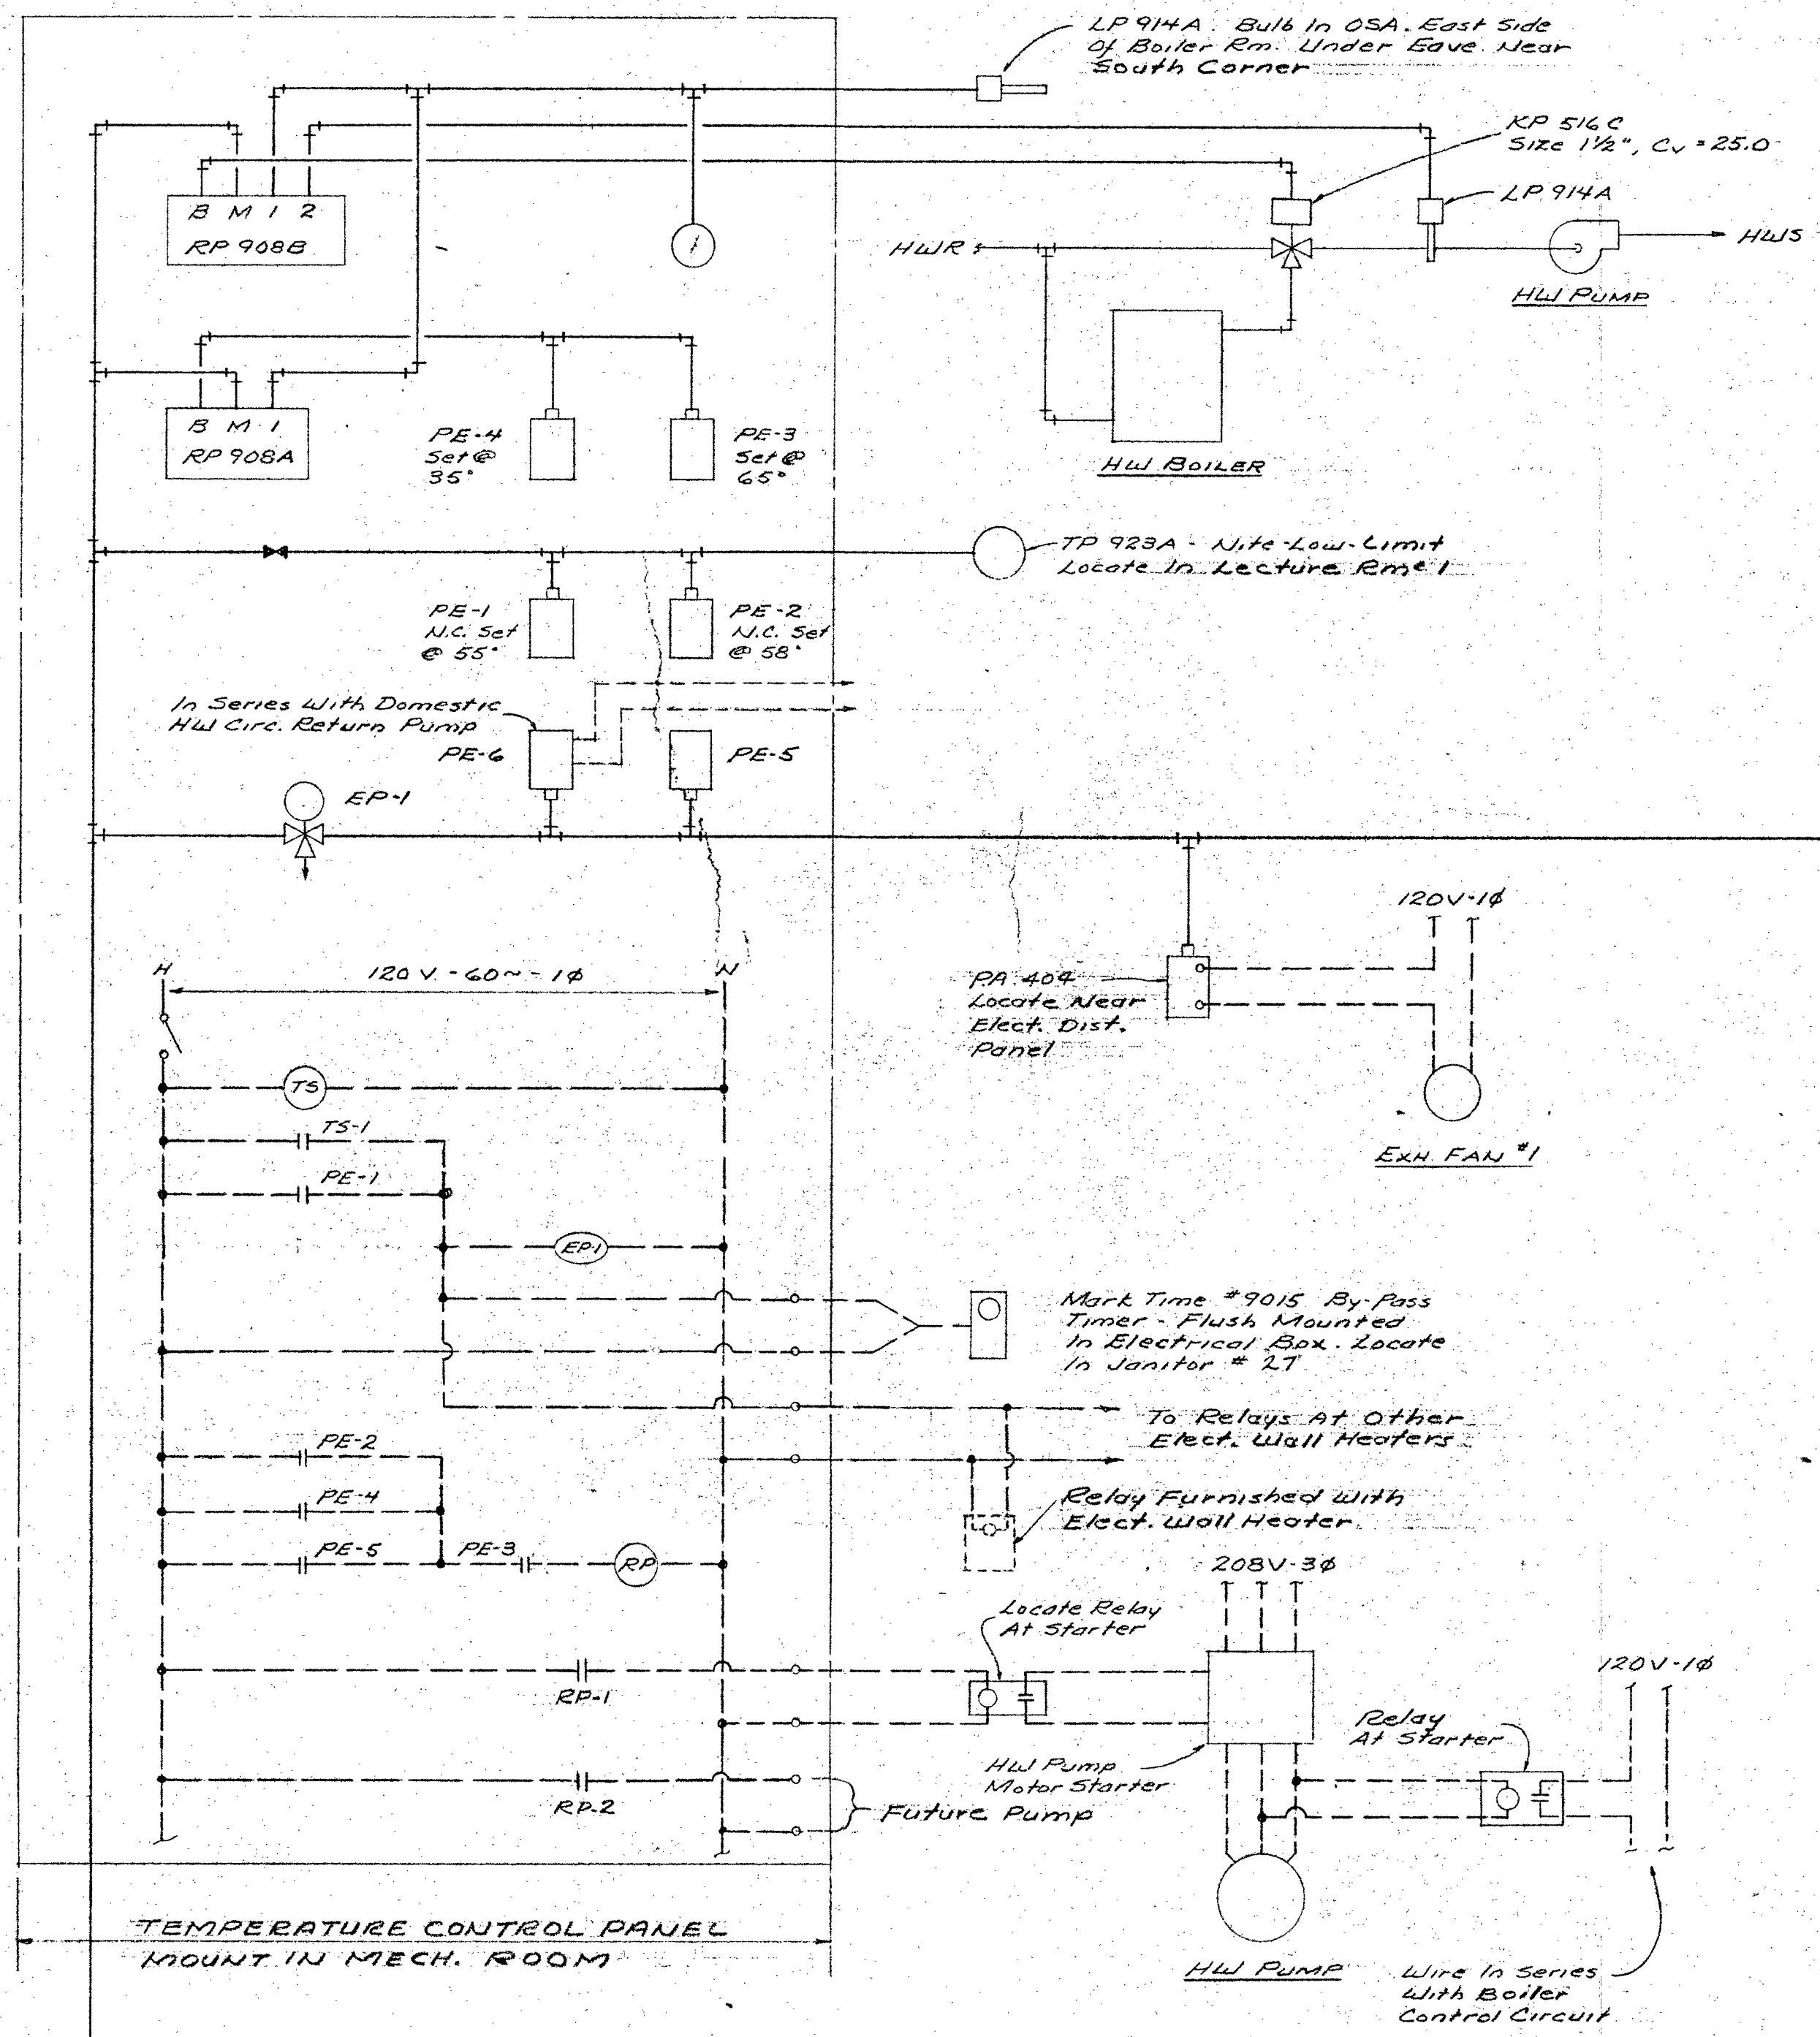 LP 914A. Bulb In OSA. East Side
Of Boiler Rm. Under Eave Near
South Corner
KP 516 C
Size 1½", Cv = 25.0
LP 914A
B M 1 2
RP 908B
HWR
HWS
HW PUMP
B M 1
RP 908A
PE-4
Set @
35°
PE-3
Set @
65°
HW BOILER
TP 923A - Nite-Low-Limit
Locate In Lecture Rm #1
PE-1
N.C. Set
@ 55°
PE-2
N.C. Set
@ 58°
In Series With Domestic
HW Circ. Return Pump
PE-6
PE-5
EP-1
120V-1ϕ
H
120 V. - 60~ - 1ϕ
N
PA 404
Locate Near
Elect. Dist.
Panel
TS
TS-1
PE-1
EXH. FAN #1
EP-1
Mark Time #9015 By-Pass
Timer - Flush Mounted
In Electrical Box. Locate
In Janitor # 27
To Relays At Other
Elect. Wall Heaters
PE-2
PE-4
Relay Furnished With
Elect. Wall Heater
PE-5
PE-3
RP
208V-3ϕ
Locate Relay
At Starter
RP-1
120V-1ϕ
Relay
At Starter
HW Pump
Motor Starter
RP-2
Future Pump
TEMPERATURE CONTROL PANEL
MOUNT IN MECH. ROOM
HW PUMP
Wire In Series
With Boiler
Control Circuit